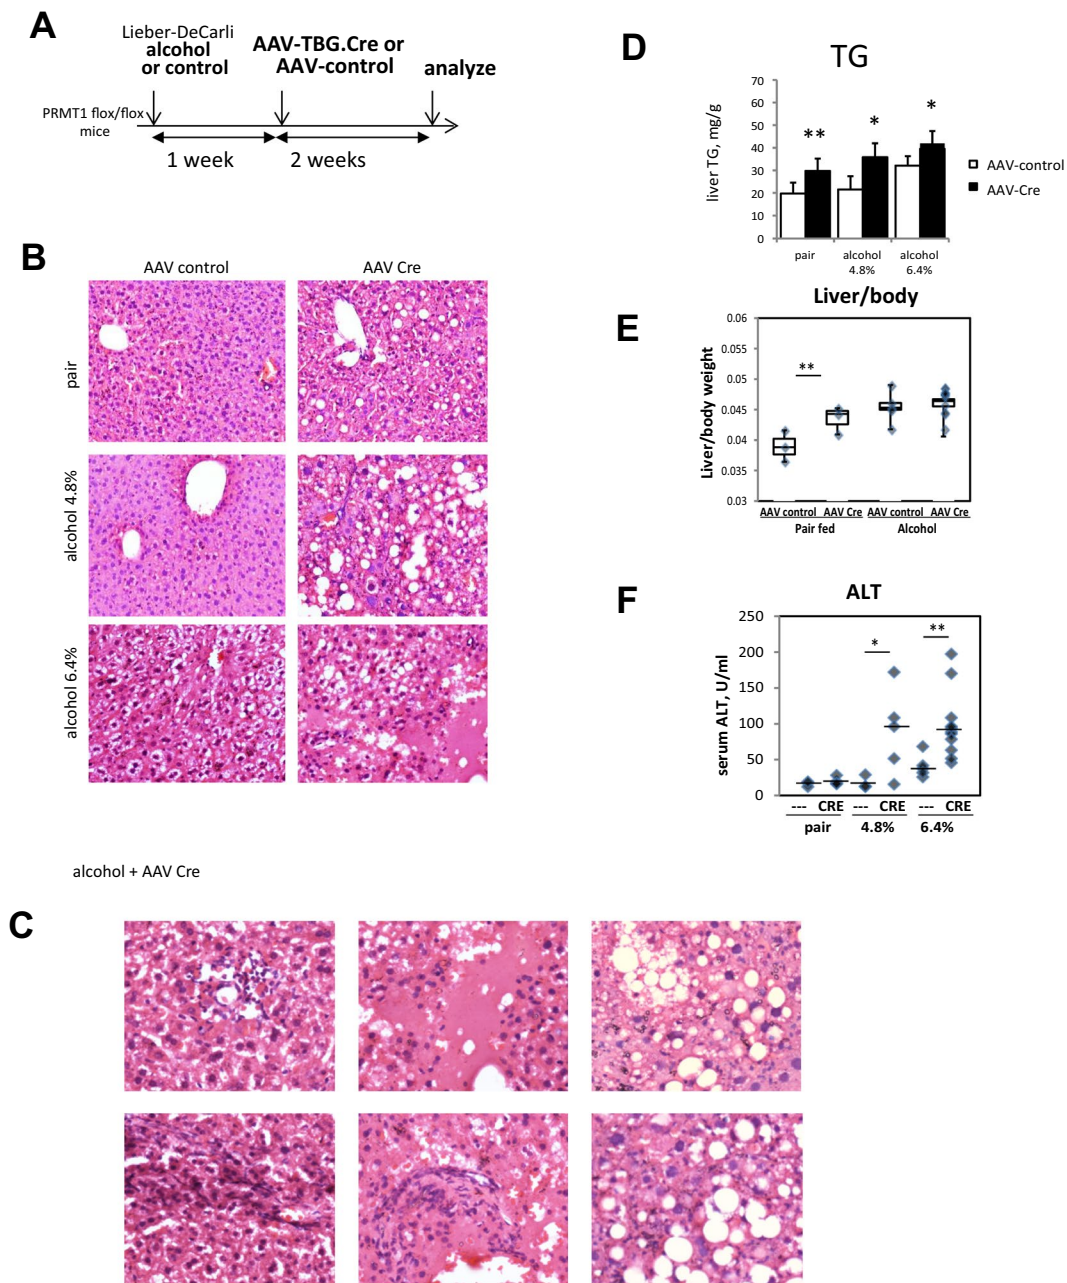 A
Lieber-DeCarli
alcohol
or control
AAV-TBG.Cre or
AAV-control
analyze
PRMT1 flox/flox
mice
1 week
2 weeks
B
AAV control
AAV Cre
pair
alcohol 4.8%
alcohol 6.4%
alcohol + AAV Cre
C
D
TG
liver TG, mg/g
70
60
50
40
30
20
10
0
**
*
*
AAV-control
AAV-Cre
pair
alcohol
4.8%
alcohol
6.4%
E
Liver/body
Liver/body weight
0.06
0.055
0.05
0.045
0.04
0.035
0.03
**
AAV control AAV Cre AAV control AAV Cre
Pair fed Alcohol
F
ALT
serum ALT, U/ml
250
200
150
100
50
0
*
**
--- CRE --- CRE --- CRE
pair 4.8% 6.4%